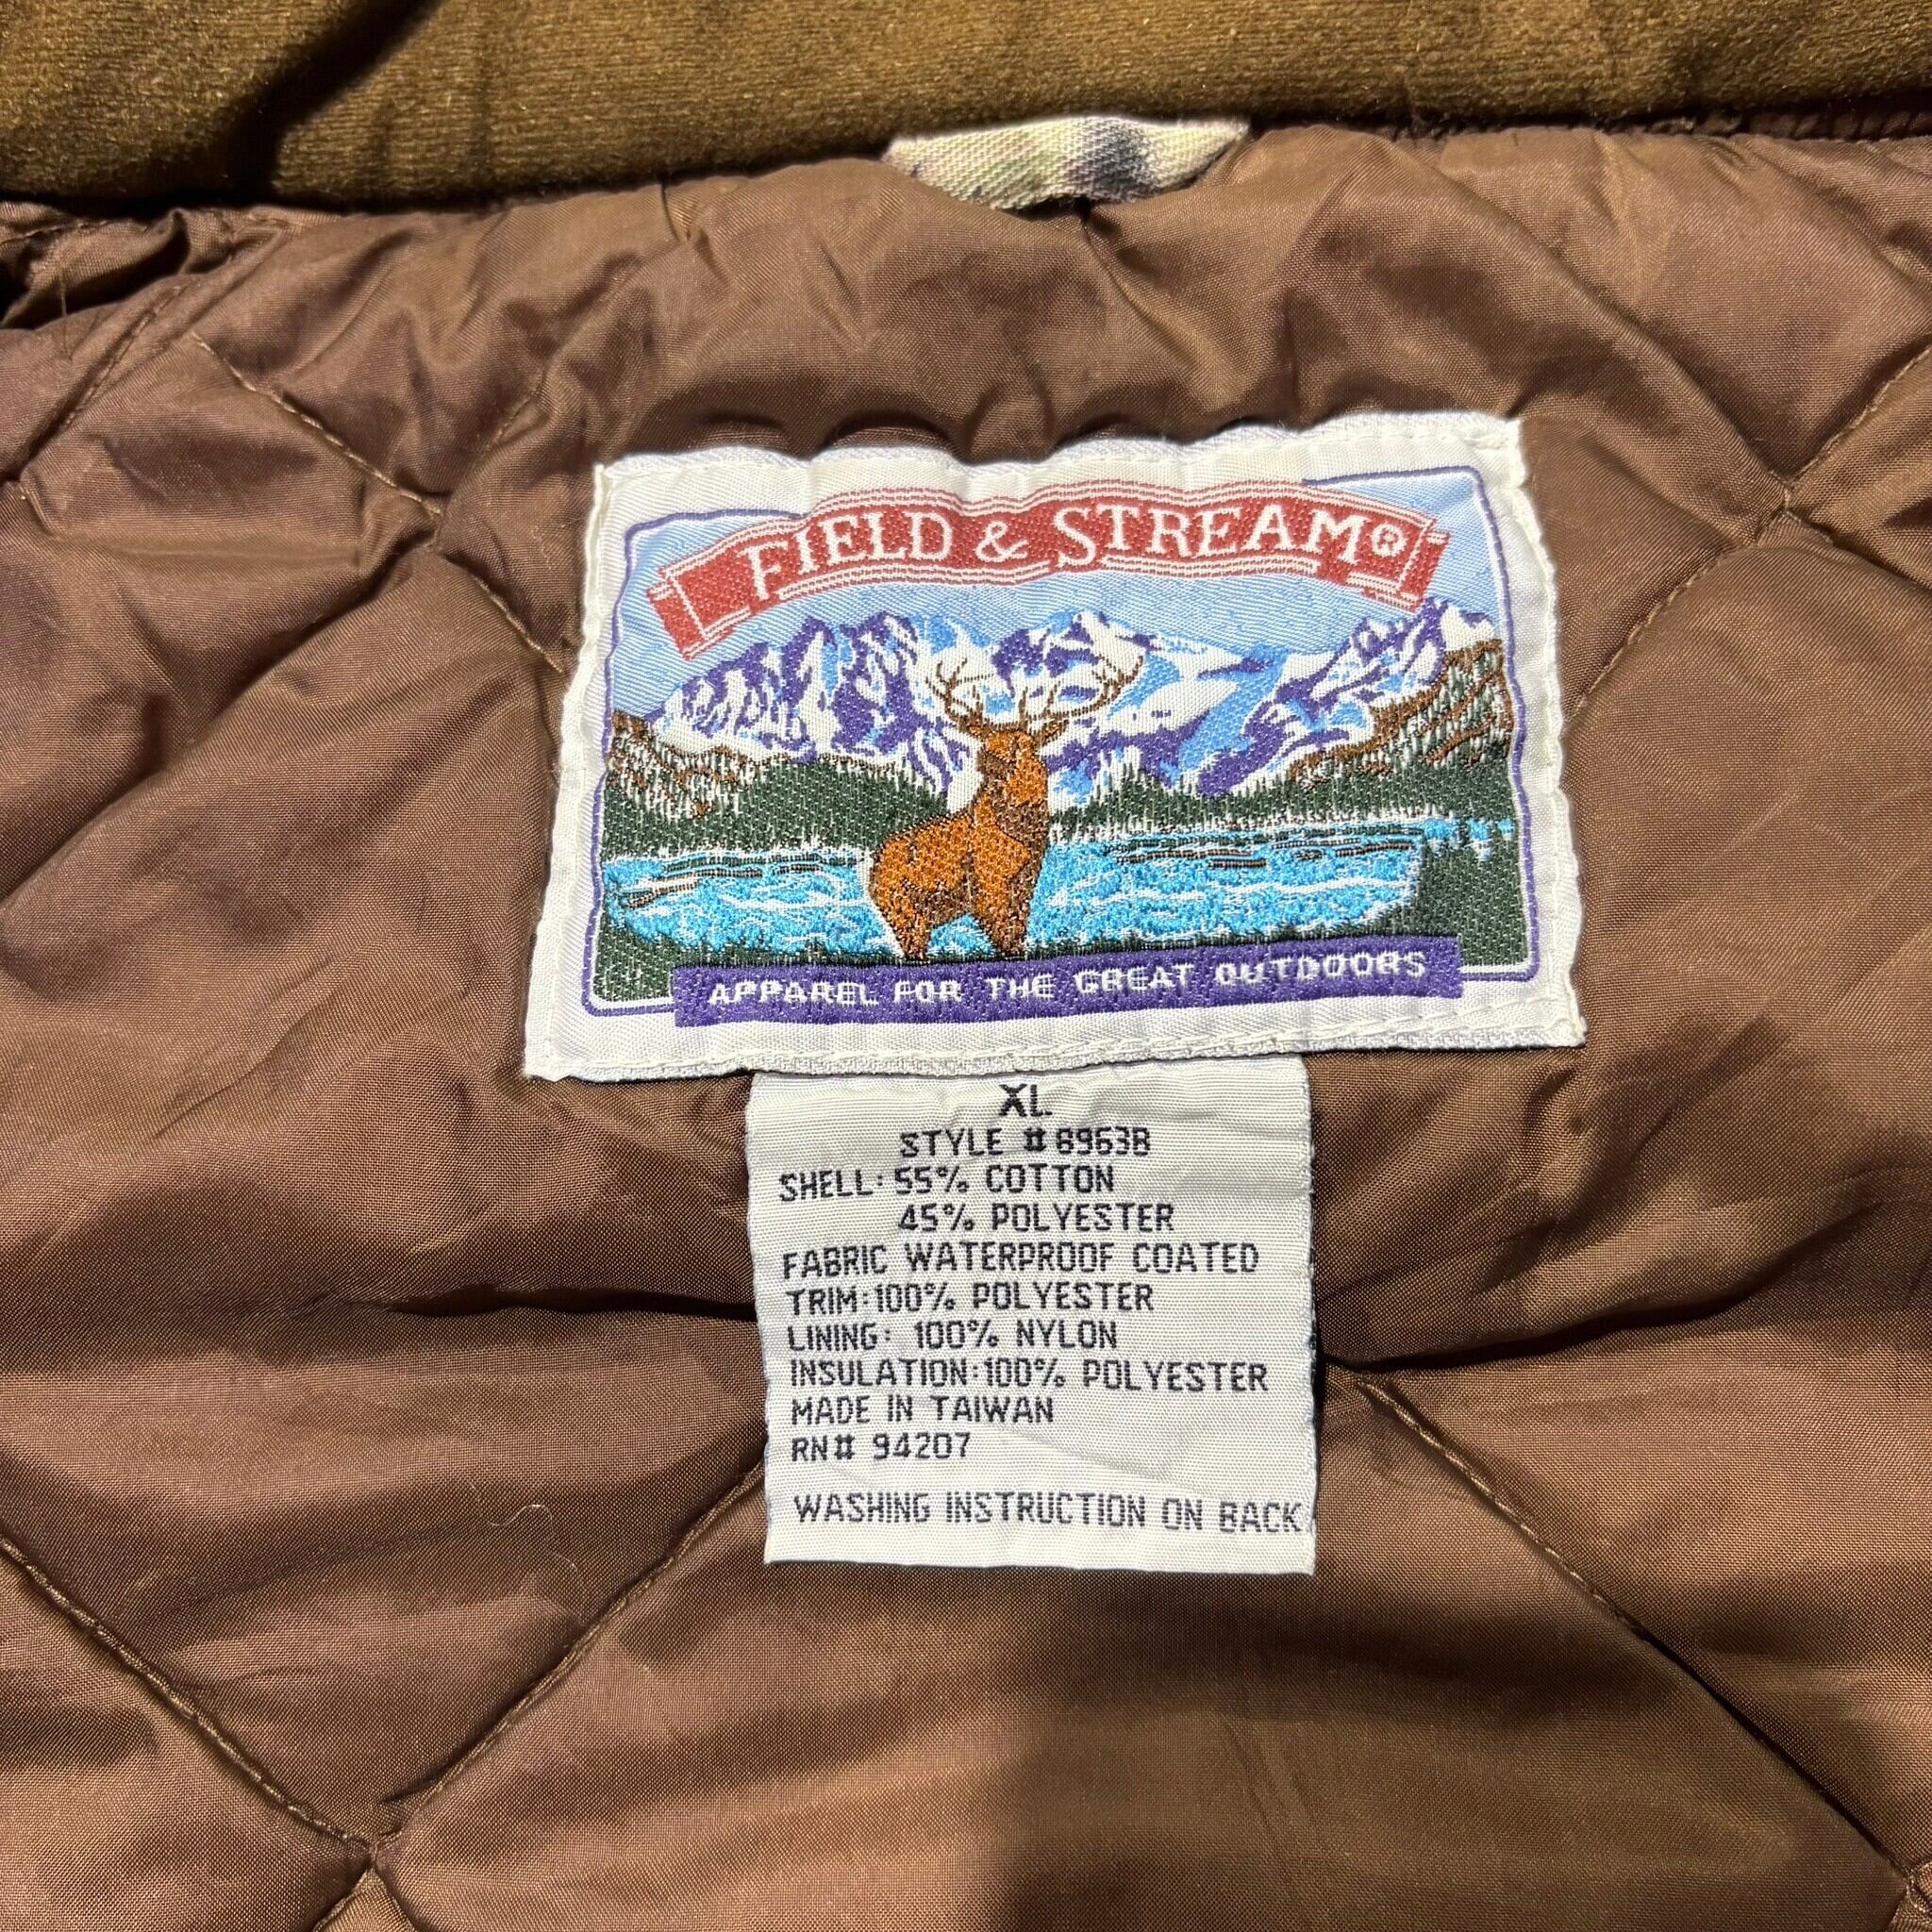 FIELD & STREAM®
APPAREL FOR THE GREAT OUTDOORS
XL
STYLE # 6963B
SHELL: 55% COTTON
45% POLYESTER
FABRIC WATERPROOF COATED
TRIM: 100% POLYESTER
LINING: 100% NYLON
INSULATION: 100% POLYESTER
MADE IN TAIWAN
RN# 94207
WASHING INSTRUCTION ON BACK